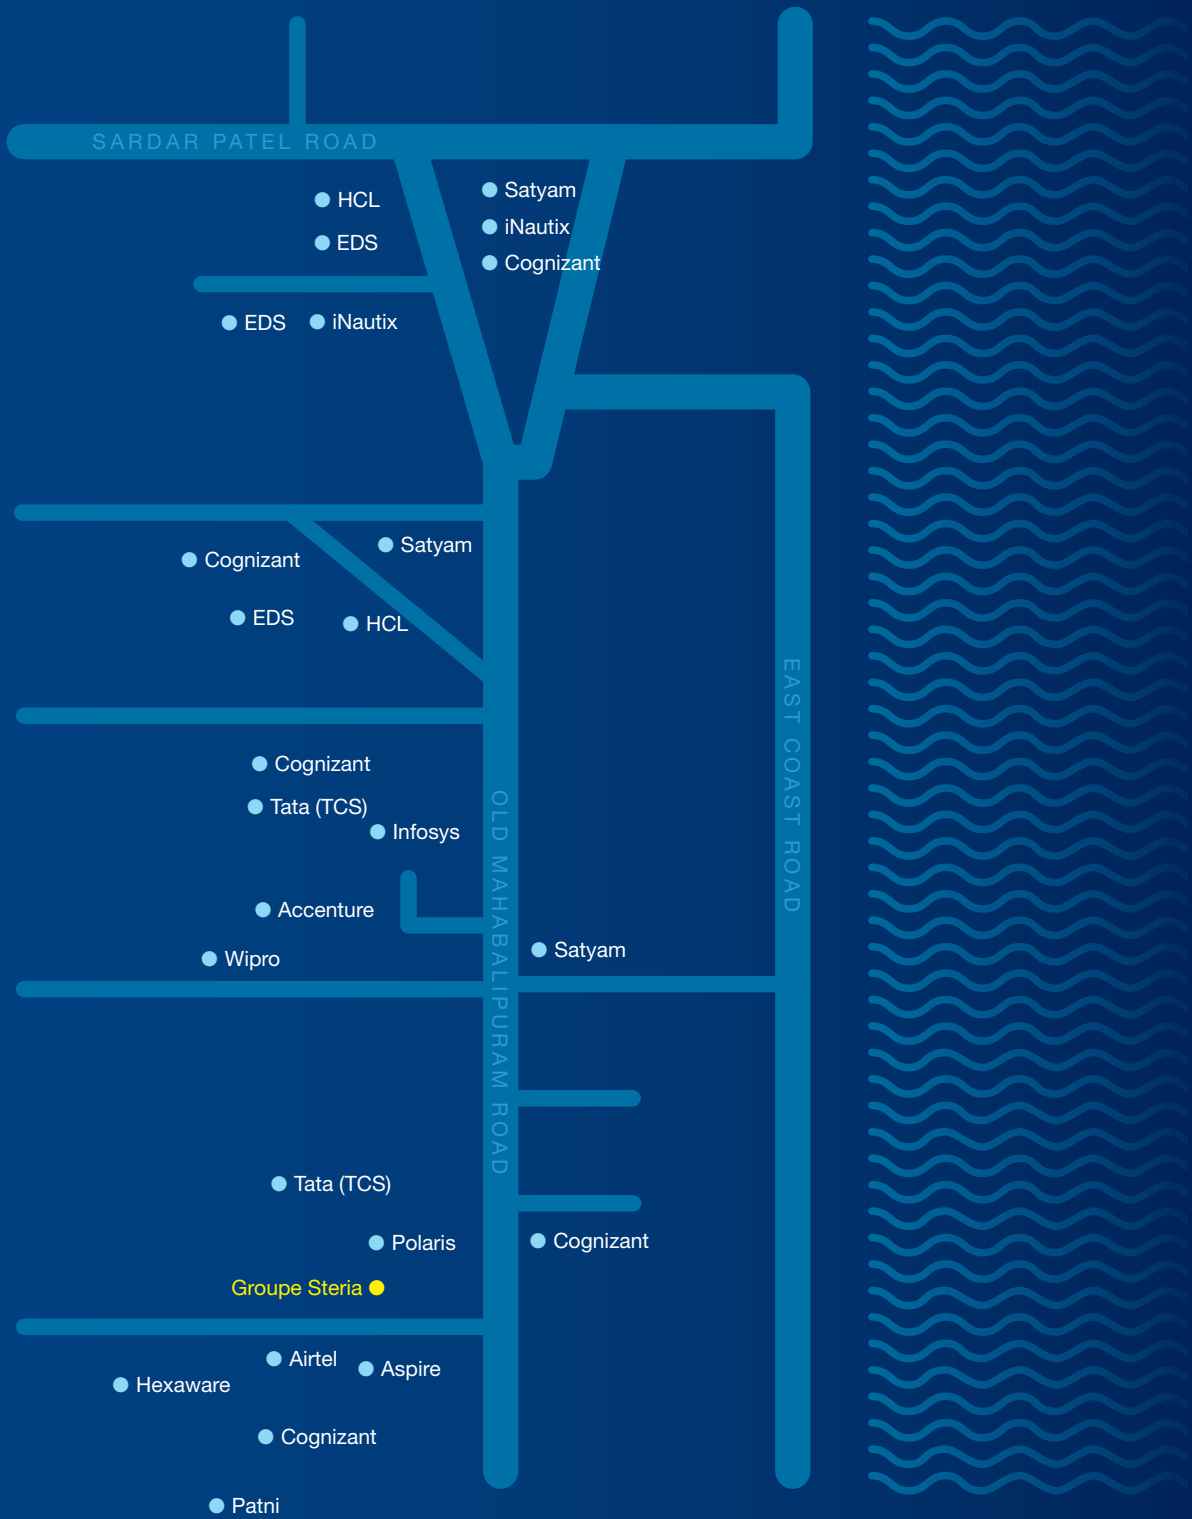 SARDAR PATEL ROAD
HCL
EDS
Satyam
iNautix
Cognizant
EDS
iNautix
Satyam
Cognizant
EDS
HCL
EAST COAST ROAD
Cognizant
Tata (TCS)
Infosys
OLD MAHABALIPURAM ROAD
Accenture
Wipro
Satyam
Tata (TCS)
Polaris
Cognizant
Groupe Steria
Airtel
Aspire
Hexaware
Cognizant
Patni